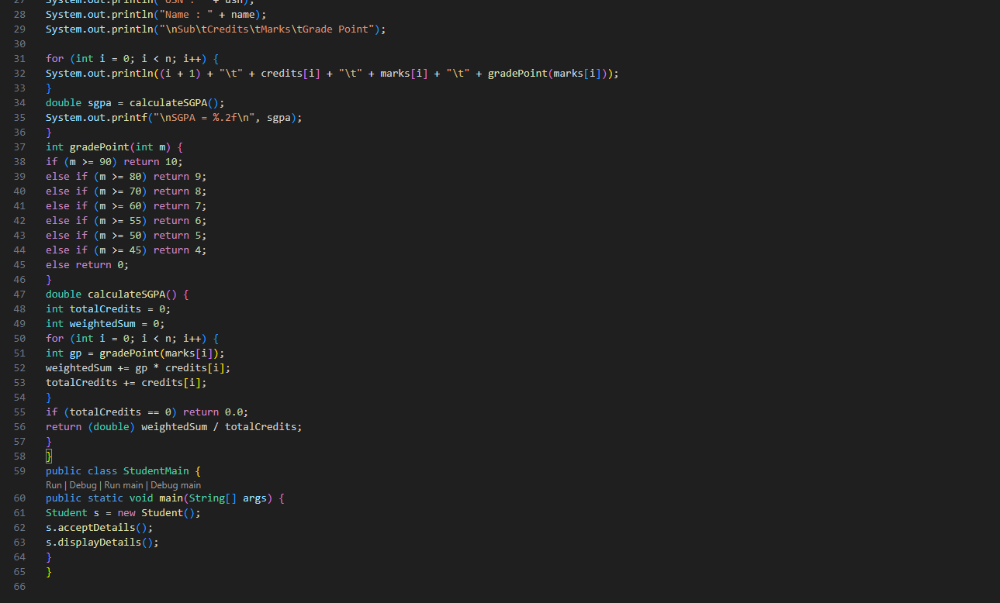 27 System.out.println("USN : " + usn);
28 System.out.println("Name : " + name);
29 System.out.println("\nSub\tCredits\tMarks\tGrade Point");
30
31 for (int i = 0; i < n; i++) {
32 System.out.println((i + 1) + "\t" + credits[i] + "\t" + marks[i] + "\t" + gradePoint(marks[i]));
33 }
34 double sgpa = calculateSGPA();
35 System.out.printf("\nSGPA = %.2f\n", sgpa);
36 }
37 int gradePoint(int m) {
38 if (m >= 90) return 10;
39 else if (m >= 80) return 9;
40 else if (m >= 70) return 8;
41 else if (m >= 60) return 7;
42 else if (m >= 55) return 6;
43 else if (m >= 50) return 5;
44 else if (m >= 45) return 4;
45 else return 0;
46 }
47 double calculateSGPA() {
48 int totalCredits = 0;
49 int weightedSum = 0;
50 for (int i = 0; i < n; i++) {
51 int gp = gradePoint(marks[i]);
52 weightedSum += gp * credits[i];
53 totalCredits += credits[i];
54 }
55 if (totalCredits == 0) return 0.0;
56 return (double) weightedSum / totalCredits;
57 }
58 }
59 public class StudentMain {
Run | Debug | Run main | Debug main
60 public static void main(String[] args) {
61 Student s = new Student();
62 s.acceptDetails();
63 s.displayDetails();
64 }
65 }
66